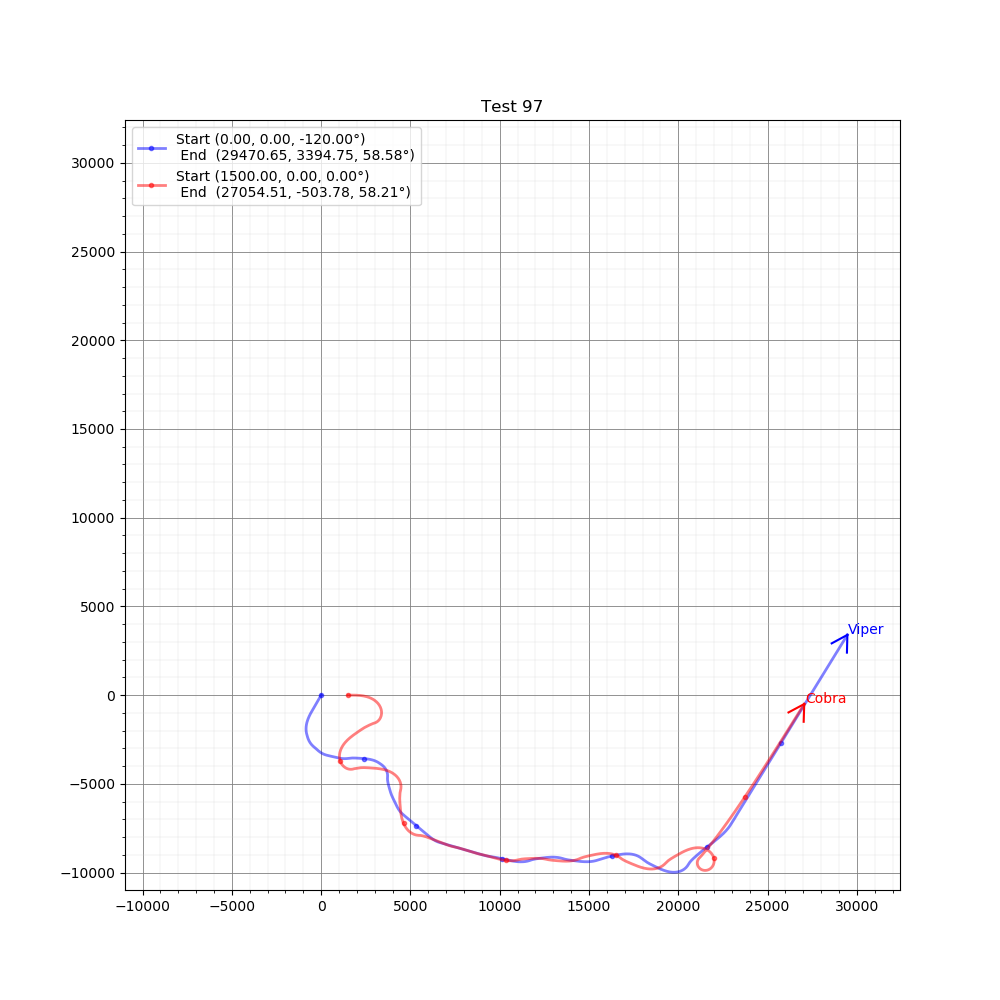 Test 97
Start (0.00, 0.00, -120.00°)
End  (29470.65, 3394.75, 58.58°)
Start (1500.00, 0.00, 0.00°)
End  (27054.51, -503.78, 58.21°)
30000
25000
20000
15000
10000
5000
Viper
0
Cobra
−5000
−10000
−10000 −5000 0 5000 10000 15000 20000 25000 30000